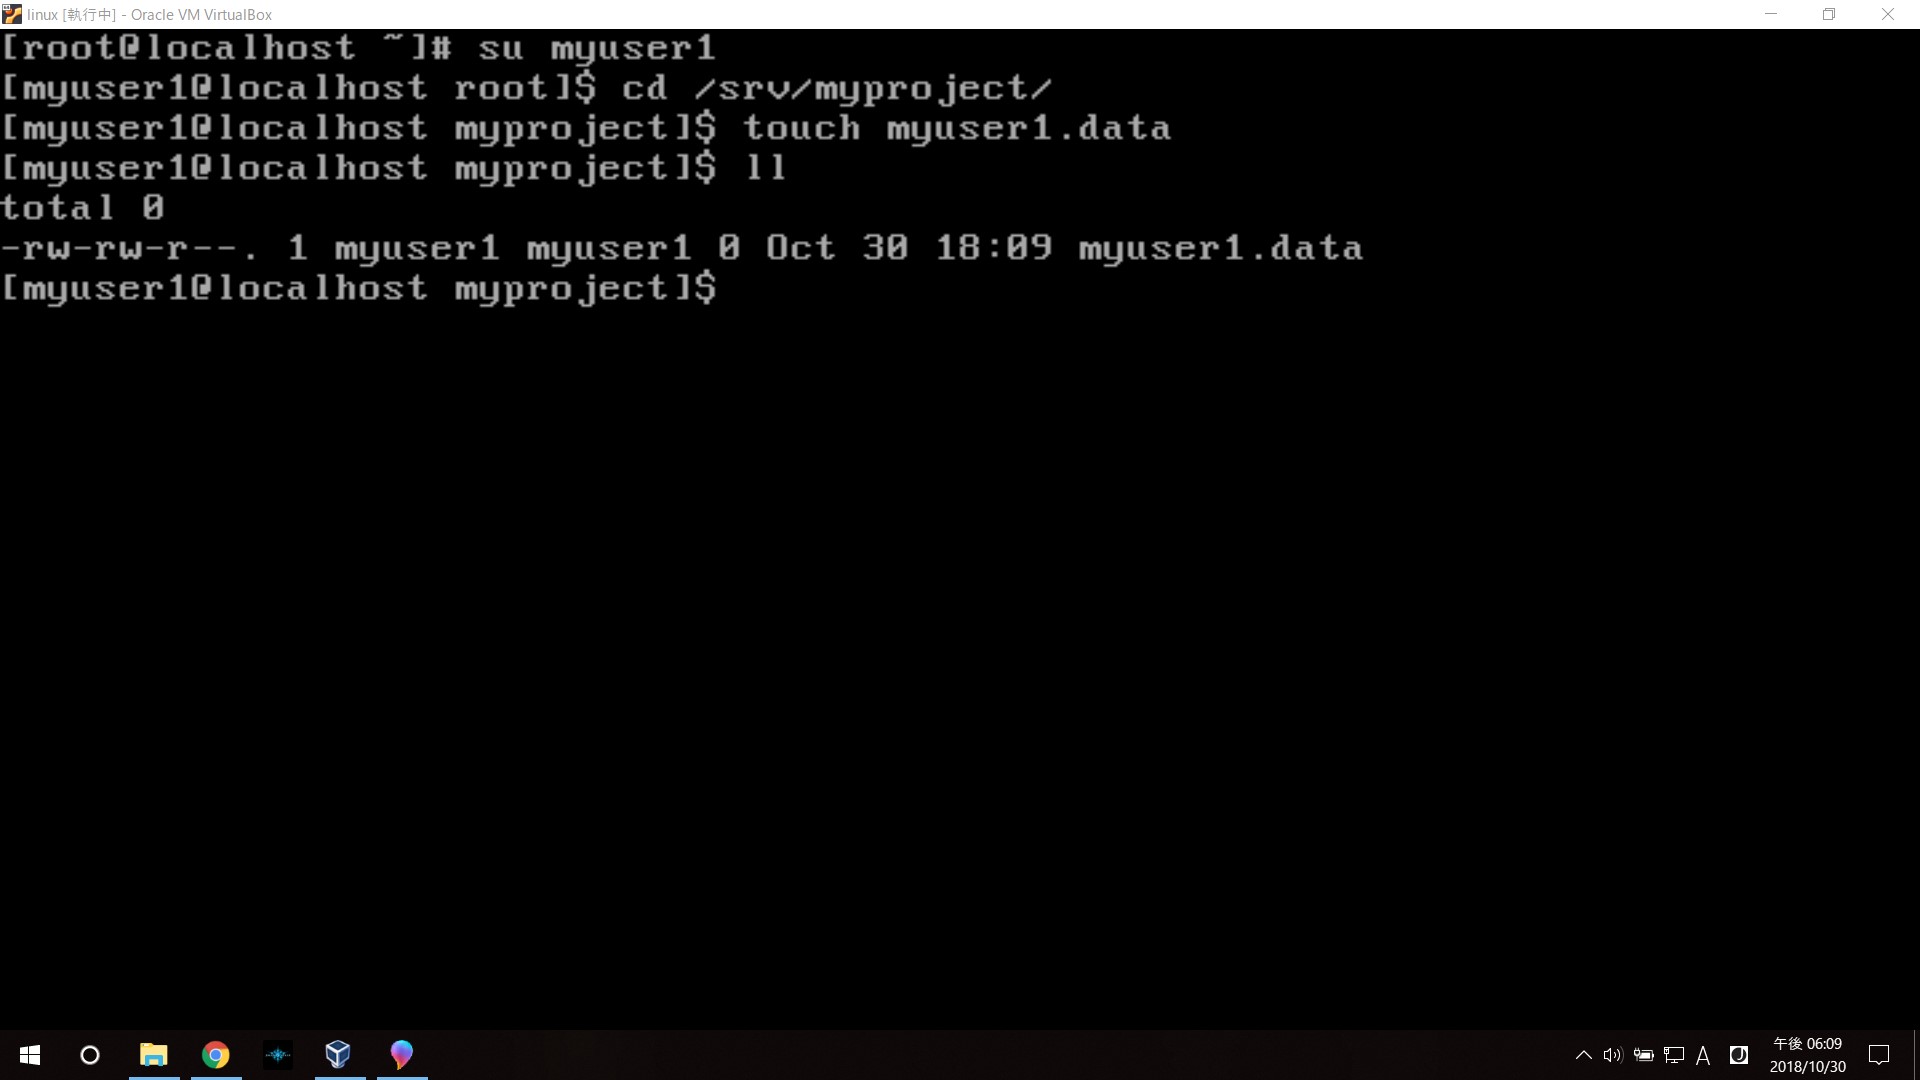 linux [執行中] - Oracle VM VirtualBox
[root@localhost ~]# su myuser1
[myuser1@localhost root]$ cd /srv/myproject/
[myuser1@localhost myproject]$ touch myuser1.data
[myuser1@localhost myproject]$ ll
total 0
-rw-rw-r--. 1 myuser1 myuser1 0 Oct 30 18:09 myuser1.data
[myuser1@localhost myproject]$
A
午後 06:09
2018/10/30